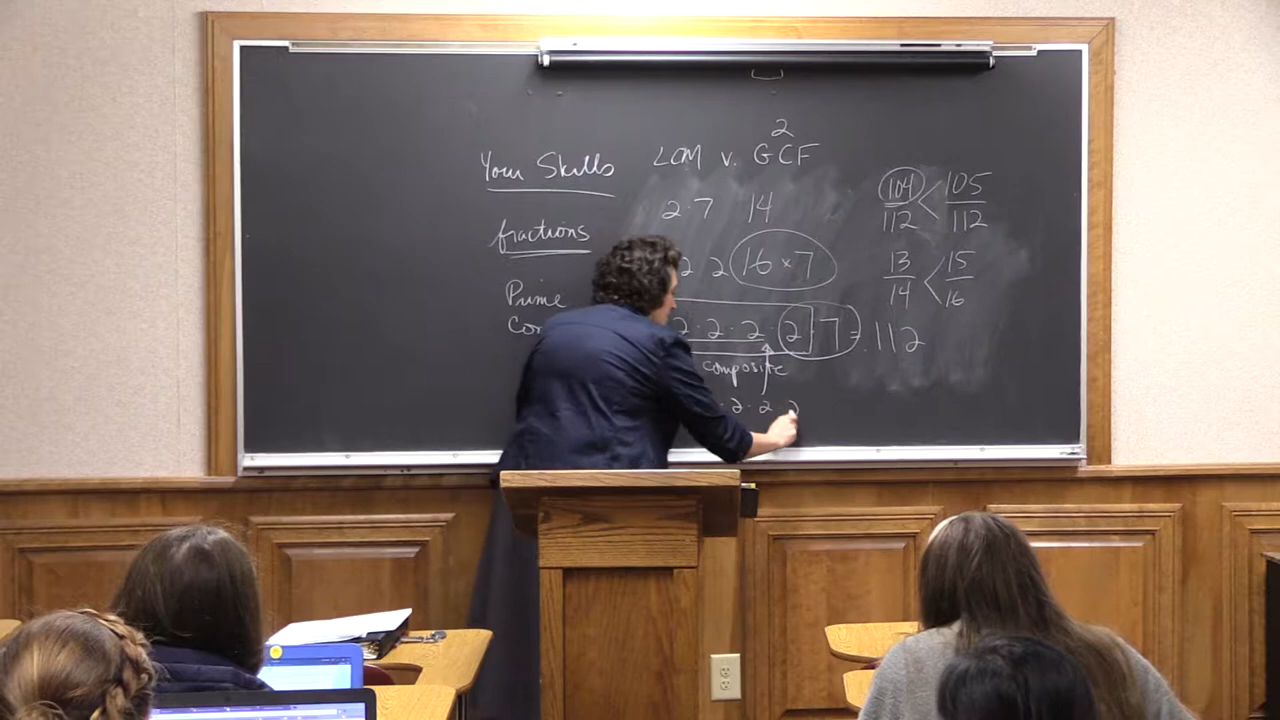 2
Your Skills LCM v. GCF
2·7 14
fractions
2 2 16 × 7
Prime
2·2·2·2·7=112
composite
·2·2 2
104 < 105
112 112
13 < 15
14 16